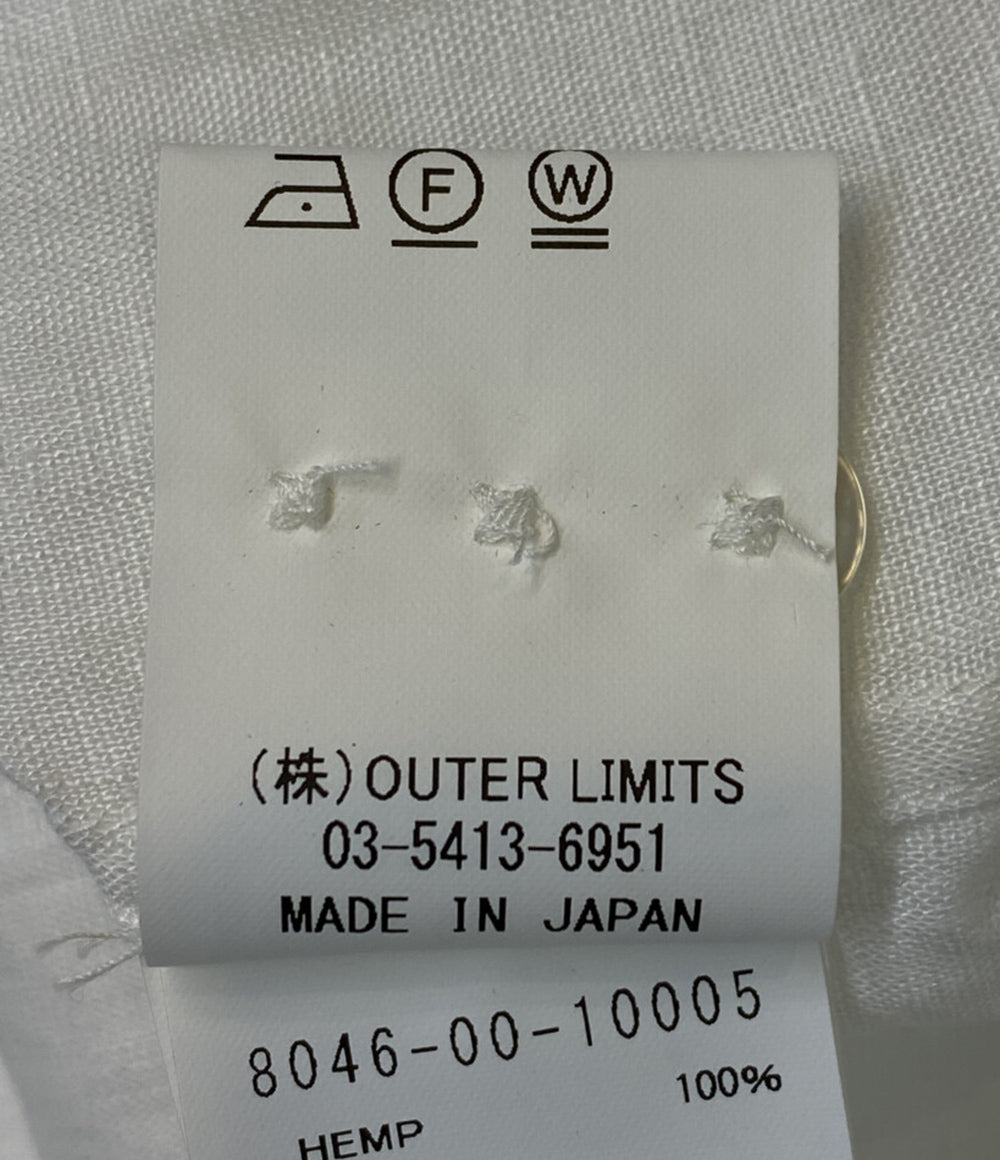 F W
(株)OUTER LIMITS
03-5413-6951
MADE IN JAPAN
8046-00-10005
100%
HEMP